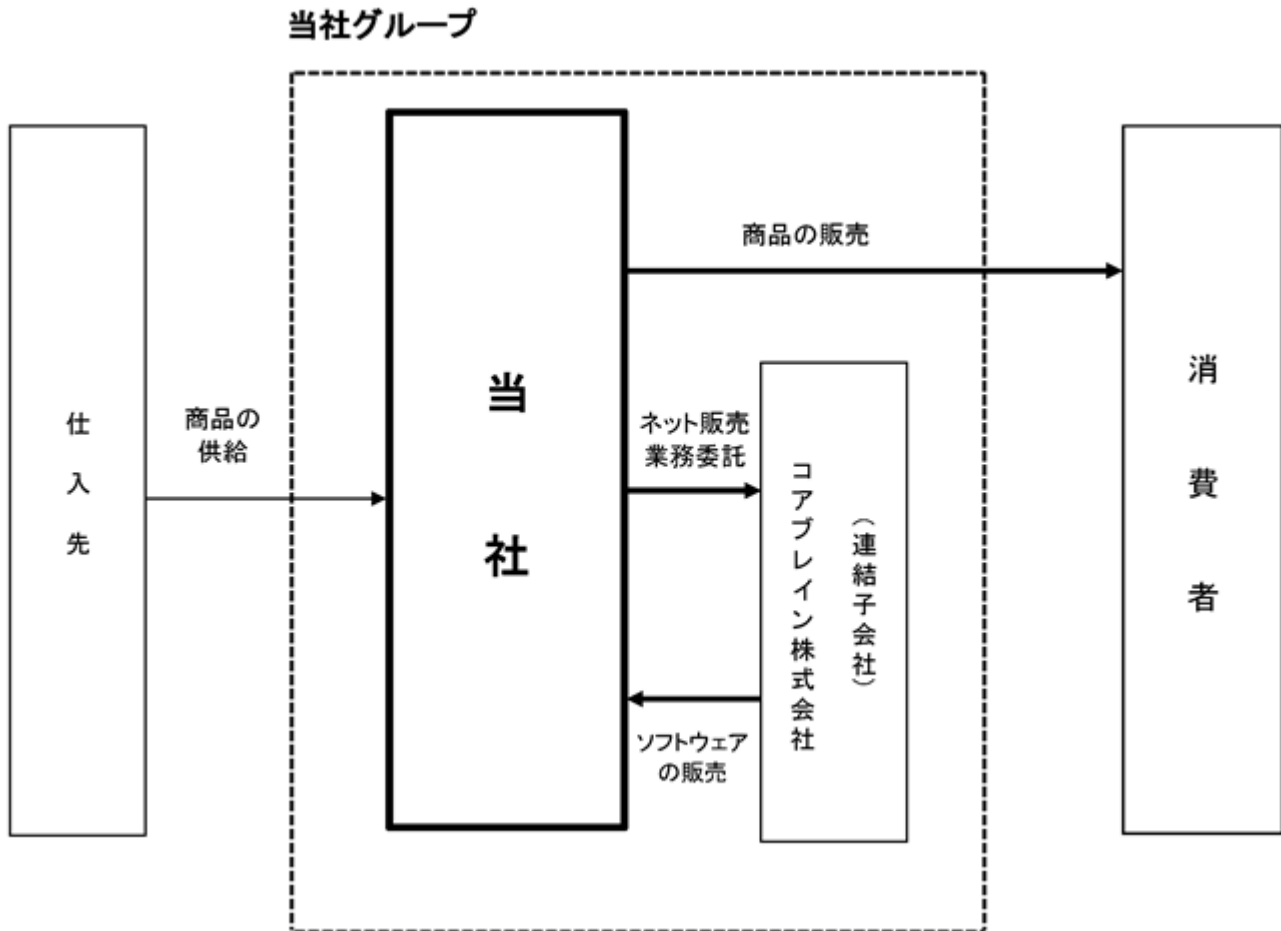 当社グループ
仕入先
商品の
供給
当社
商品の販売
ネット販売
業務委託
ソフトウェア
の販売
（連結子会社）
コアブレイン株式会社
消費者